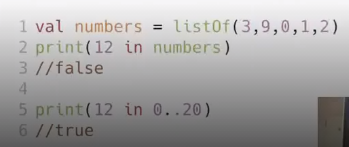 1 val numbers = listOf(3,9,0,1,2)
2 print(12 in numbers)
3 //false
4
5 print(12 in 0..20)
6 //true